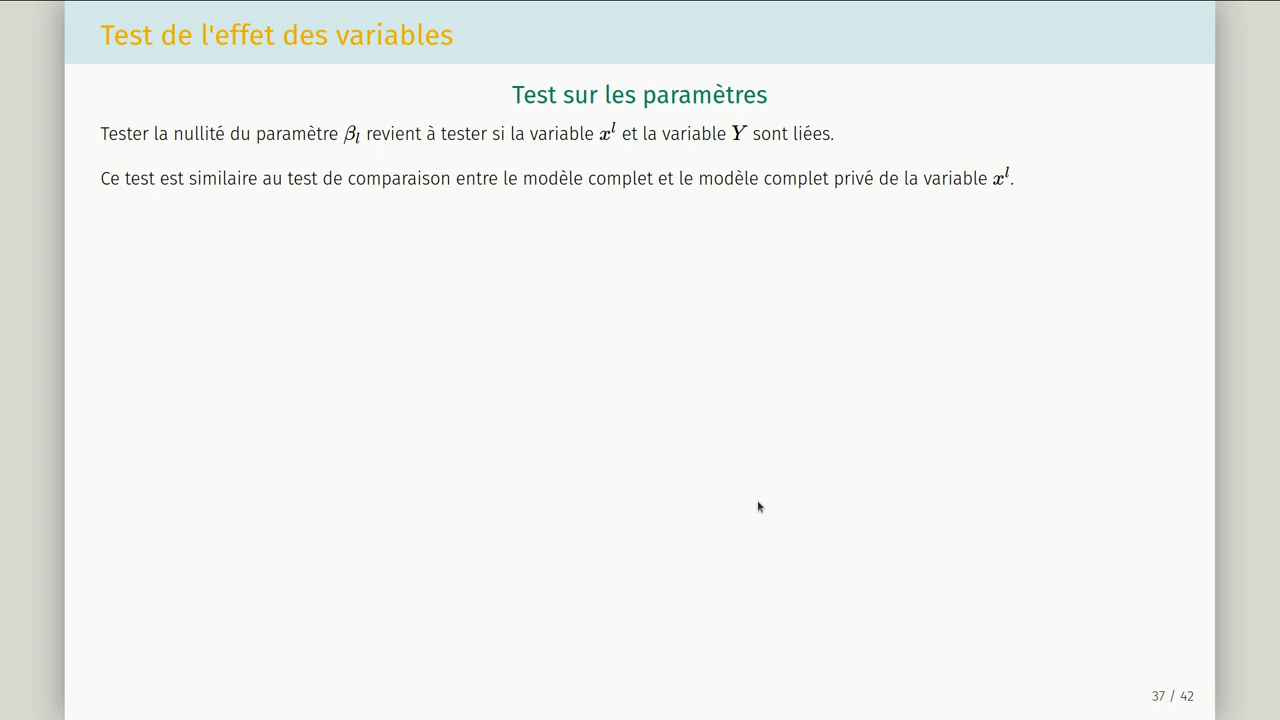 Test de l'effet des variables
Test sur les paramètres
Tester la nullité du paramètre βₗ revient à tester si la variable xˡ et la variable Y sont liées.
Ce test est similaire au test de comparaison entre le modèle complet et le modèle complet privé de la variable xˡ.
37 / 42